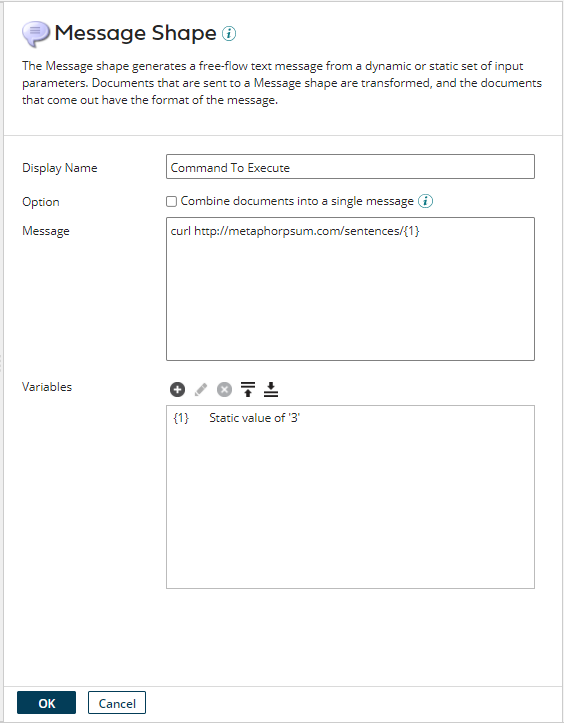 Message Shape i
The Message shape generates a free-flow text message from a dynamic or static set of input
parameters. Documents that are sent to a Message shape are transformed, and the documents
that come out have the format of the message.
Display Name Command To Execute
Option Combine documents into a single message i
Message curl http://metaphorpsum.com/sentences/{1}
Variables
{1} Static value of '3'
OK Cancel